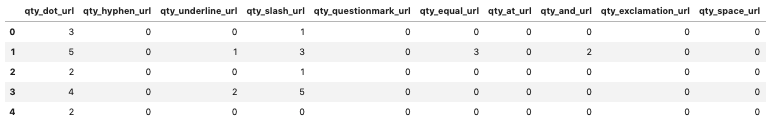 qty_dot_url qty_hyphen_url qty_underline_url qty_slash_url qty_questionmark_url qty_equal_url qty_at_url qty_and_url qty_exclamation_url qty_space_url
0 3 0 0 1 0 0 0 0 0 0
1 5 0 1 3 0 3 0 2 0 0
2 2 0 0 1 0 0 0 0 0 0
3 4 0 2 5 0 0 0 0 0 0
4 2 0 0 0 0 0 0 0 0 0